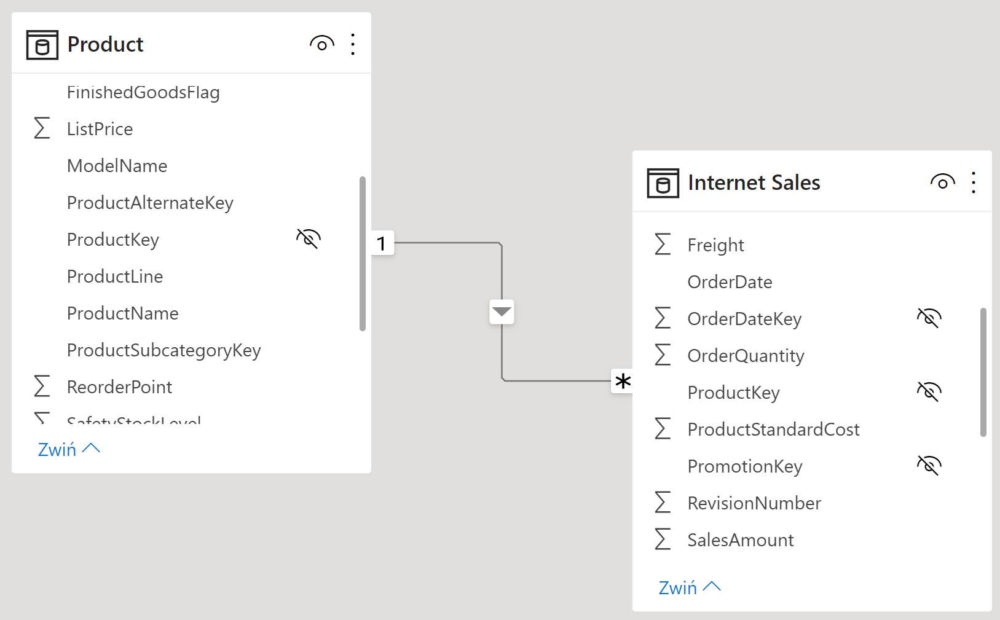 Product
FinishedGoodsFlag
ListPrice
ModelName
ProductAlternateKey
ProductKey
ProductLine
ProductName
ProductSubcategoryKey
ReorderPoint
SafetyStockLevel
Zwiń
1
*
Internet Sales
Freight
OrderDate
OrderDateKey
OrderQuantity
ProductKey
ProductStandardCost
PromotionKey
RevisionNumber
SalesAmount
Zwiń